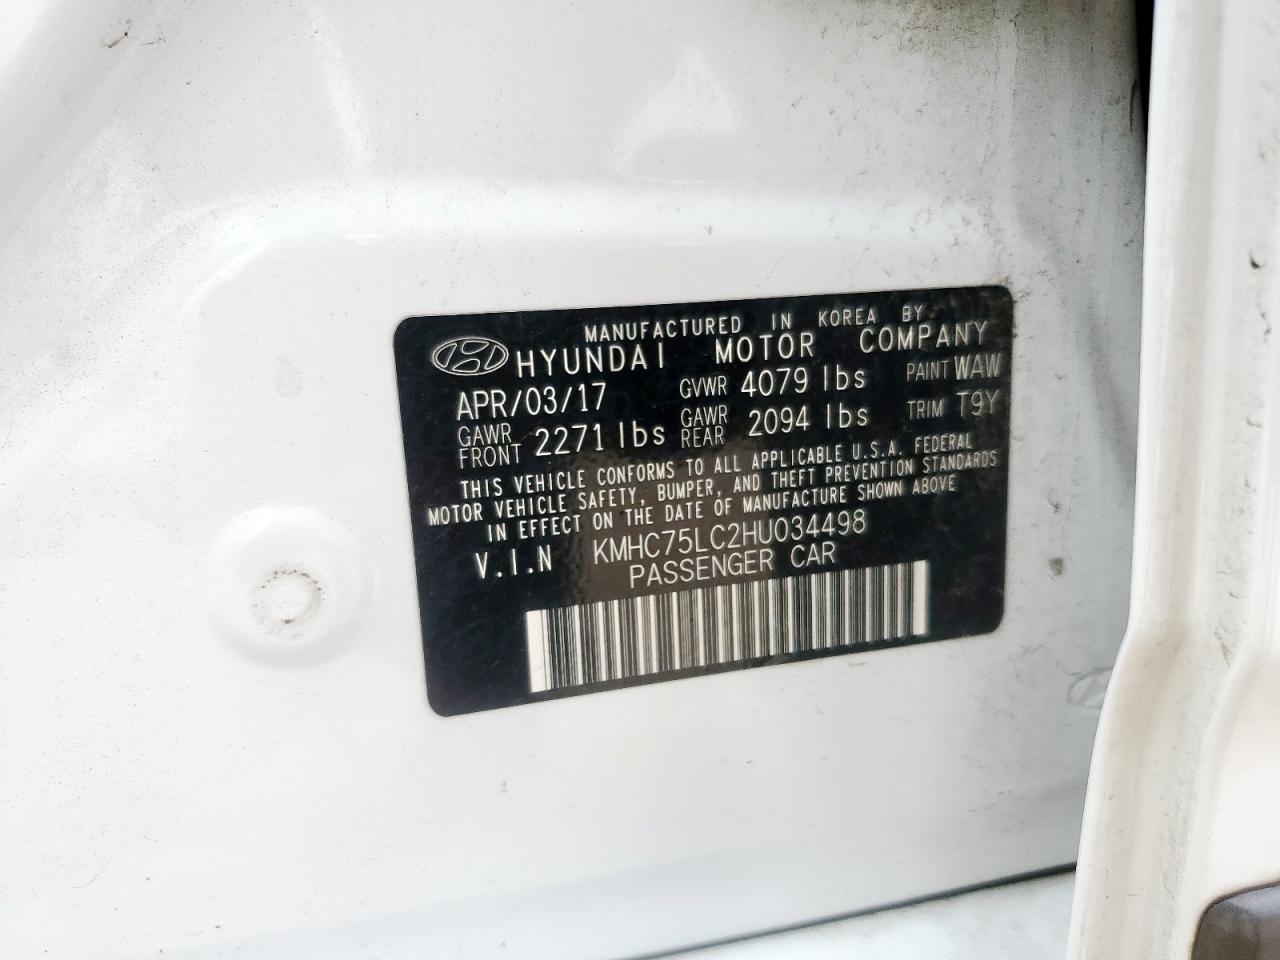 MANUFACTURED IN KOREA BY
HYUNDAI MOTOR COMPANY
APR/03/17 GVWR 4079 lbs PAINT WAW
GAWR FRONT 2271 lbs GAWR REAR 2094 lbs TRIM T9Y
THIS VEHICLE CONFORMS TO ALL APPLICABLE U.S.A. FEDERAL
MOTOR VEHICLE SAFETY, BUMPER, AND THEFT PREVENTION STANDARDS
IN EFFECT ON THE DATE OF MANUFACTURE SHOWN ABOVE
V.I.N KMHC75LC2HU034498
PASSENGER CAR